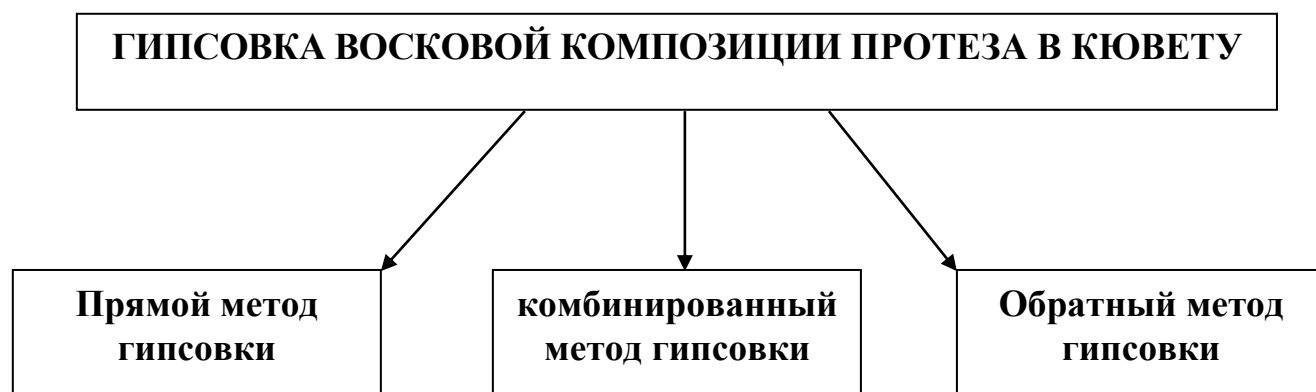 ГИПСОВКА ВОСКОВОЙ КОМПОЗИЦИИ ПРОТЕЗА В КЮВЕТУ
Прямой метод
гипсовки
комбинированный
метод гипсовки
Обратный метод
гипсовки